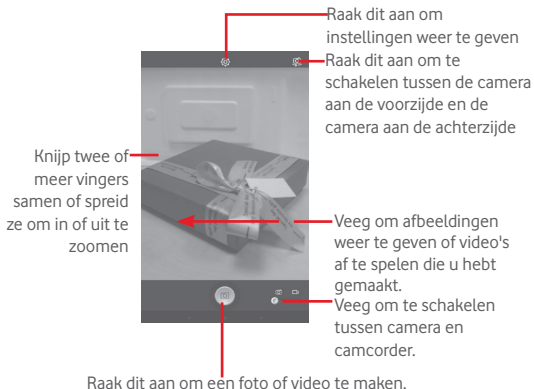 Raak dit aan om
instellingen weer te geven
Raak dit aan om te
schakelen tussen de camera
aan de voorzijde en de
camera aan de achterzijde
Knijp twee of
meer vingers
samen of spreid
ze om in of uit te
zoomen
Veeg om afbeeldingen
weer te geven of video's
af te spelen die u hebt
gemaakt.
Veeg om te schakelen
tussen camera en
camcorder.
Raak dit aan om een foto of video te maken.